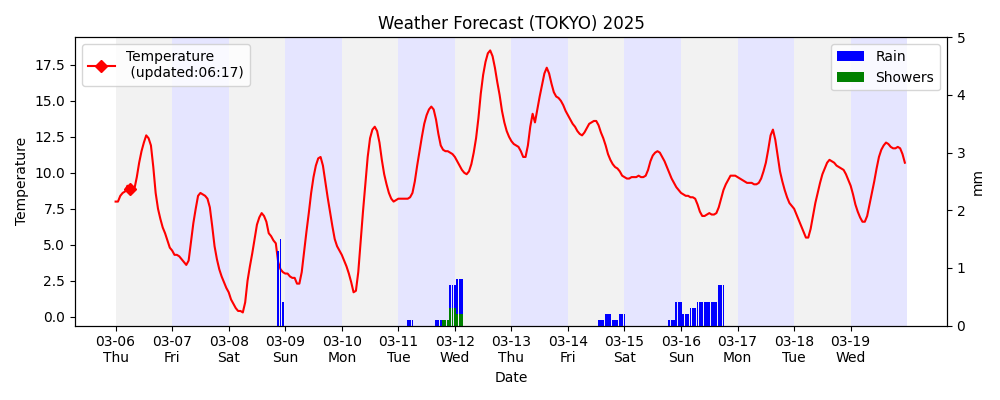 Weather Forecast (TOKYO) 2025
Temperature
(updated:06:17)
Rain
Showers
Temperature
17.5
15.0
12.5
10.0
7.5
5.0
2.5
0.0
5
4
3
2
1
0
mm
03-06 03-07 03-08 03-09 03-10 03-11 03-12 03-13 03-14 03-15 03-16 03-17 03-18 03-19
Thu Fri Sat Sun Mon Tue Wed Thu Fri Sat Sun Mon Tue Wed
Date